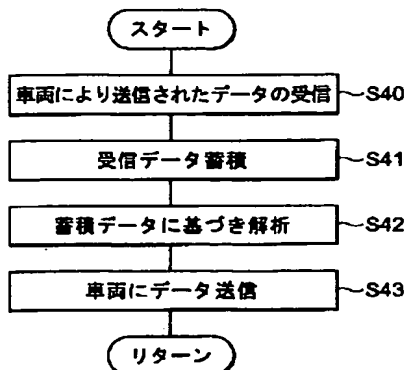 スタート
車両により送信されたデータの受信 S40
受信データ蓄積 S41
蓄積データに基づき解析 S42
車両にデータ送信 S43
リターン